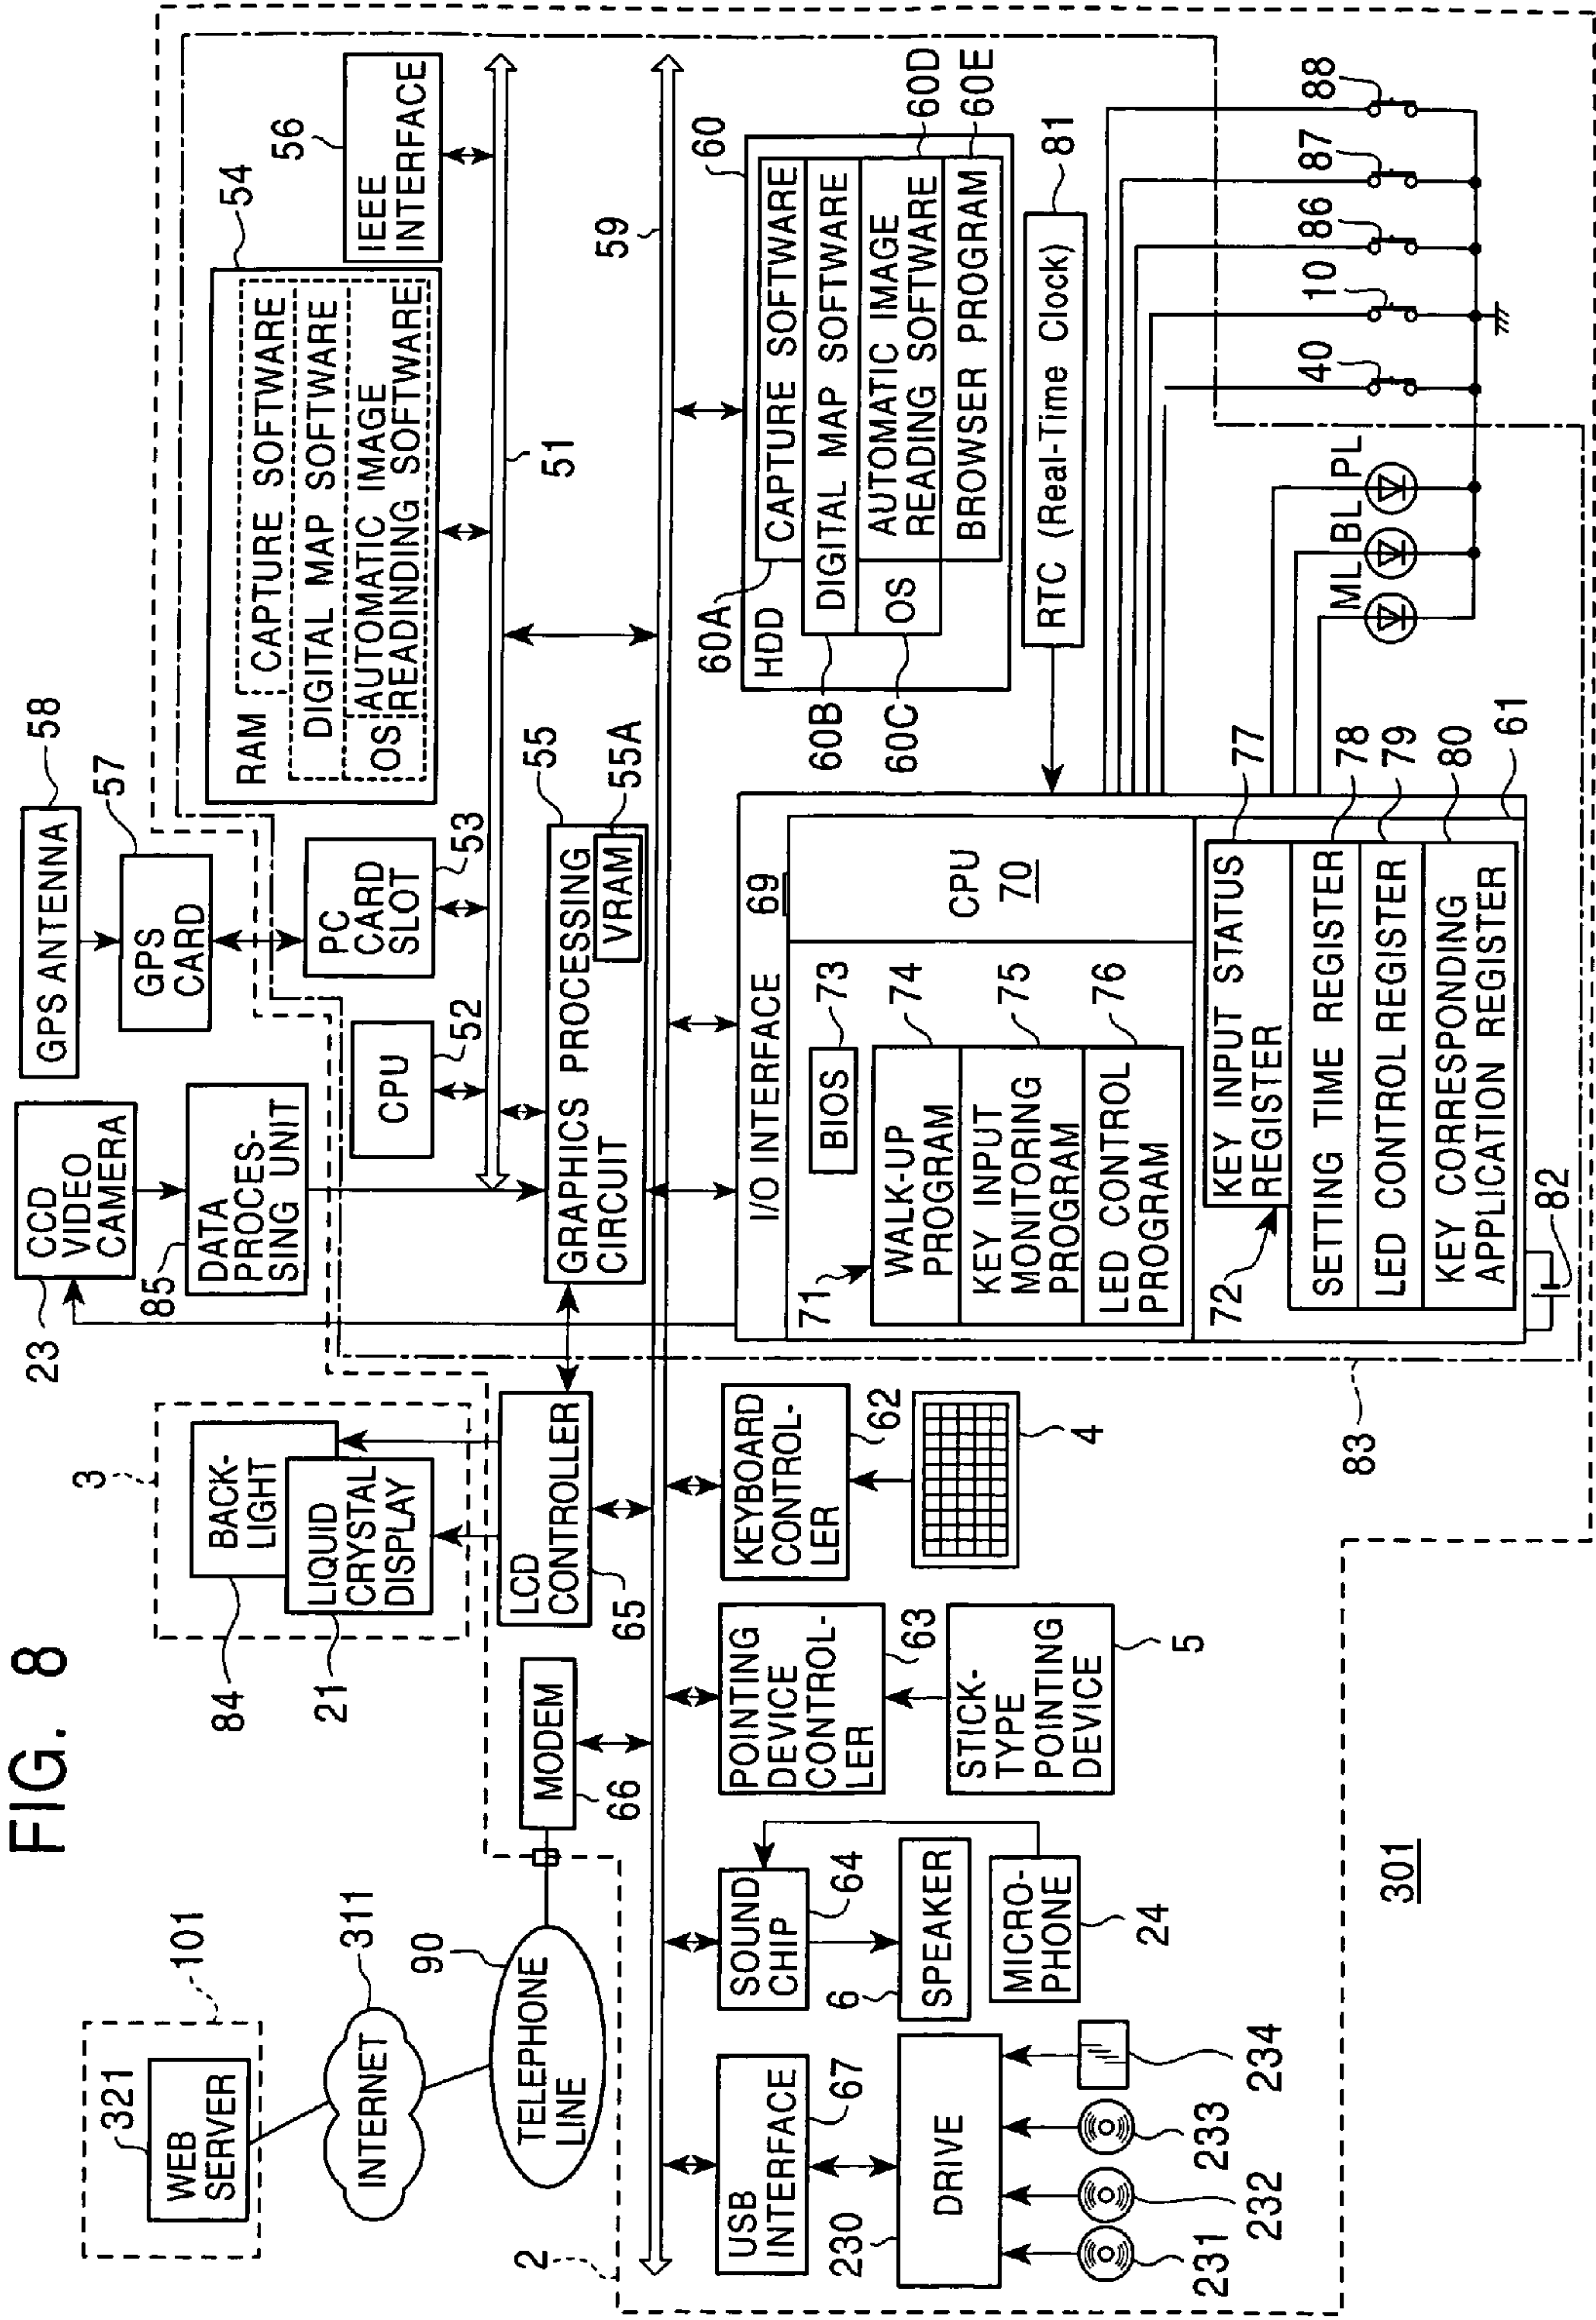 FIG. 8
101
321
WEB
SERVER
311
INTERNET
90
TELEPHONE
LINE
2
3
84
BACK-
LIGHT
21
LIQUID
CRYSTAL
DISPLAY
MODEM
66
LCD
CONTROLLER
65
23
CCD
VIDEO
CAMERA
85
DATA
PROCES-
SING UNIT
GPS ANTENNA
58
GPS
CARD
57
CPU
52
PC
CARD
SLOT
53
RAM
54
CAPTURE SOFTWARE
DIGITAL MAP SOFTWARE
OS
AUTOMATIC IMAGE
READINDING SOFTWARE
IEEE
INTERFACE
56
51
GRAPHICS PROCESSING
CIRCUIT
55
VRAM
55A
59
USB
INTERFACE
67
230
DRIVE
231
232
233
234
SOUND
CHIP
64
6
SPEAKER
MICRO-
PHONE
24
POINTING
DEVICE
CONTROL-
LER
63
STICK-
TYPE
POINTING
DEVICE
5
KEYBOARD
CONTROL-
LER
62
4
83
I/O INTERFACE
69
CPU
70
71
BIOS
73
WALK-UP
PROGRAM
74
KEY INPUT
MONITORING
PROGRAM
75
LED CONTROL
PROGRAM
76
72
KEY INPUT STATUS
REGISTER
77
SETTING TIME REGISTER
78
LED CONTROL REGISTER
79
KEY CORRESPONDING
APPLICATION REGISTER
80
61
82
HDD
60
60A
CAPTURE SOFTWARE
60B
DIGITAL MAP SOFTWARE
60C
OS
AUTOMATIC IMAGE
READING SOFTWARE
60D
BROWSER PROGRAM
60E
RTC (Real-Time Clock)
81
ML
BL
PL
40
10
86
87
88
301